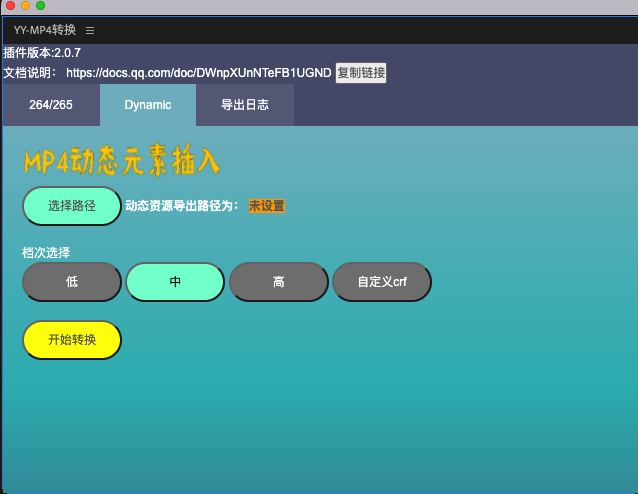 YY-MP4转换
插件版本:2.0.7
文档说明： https://docs.qq.com/doc/DWnpXUnNTeFB1UGND 复制链接
264/265 Dynamic 导出日志
MP4动态元素插入
选择路径 动态资源导出路径为： 未设置
档次选择
低 中 高 自定义crf
开始转换